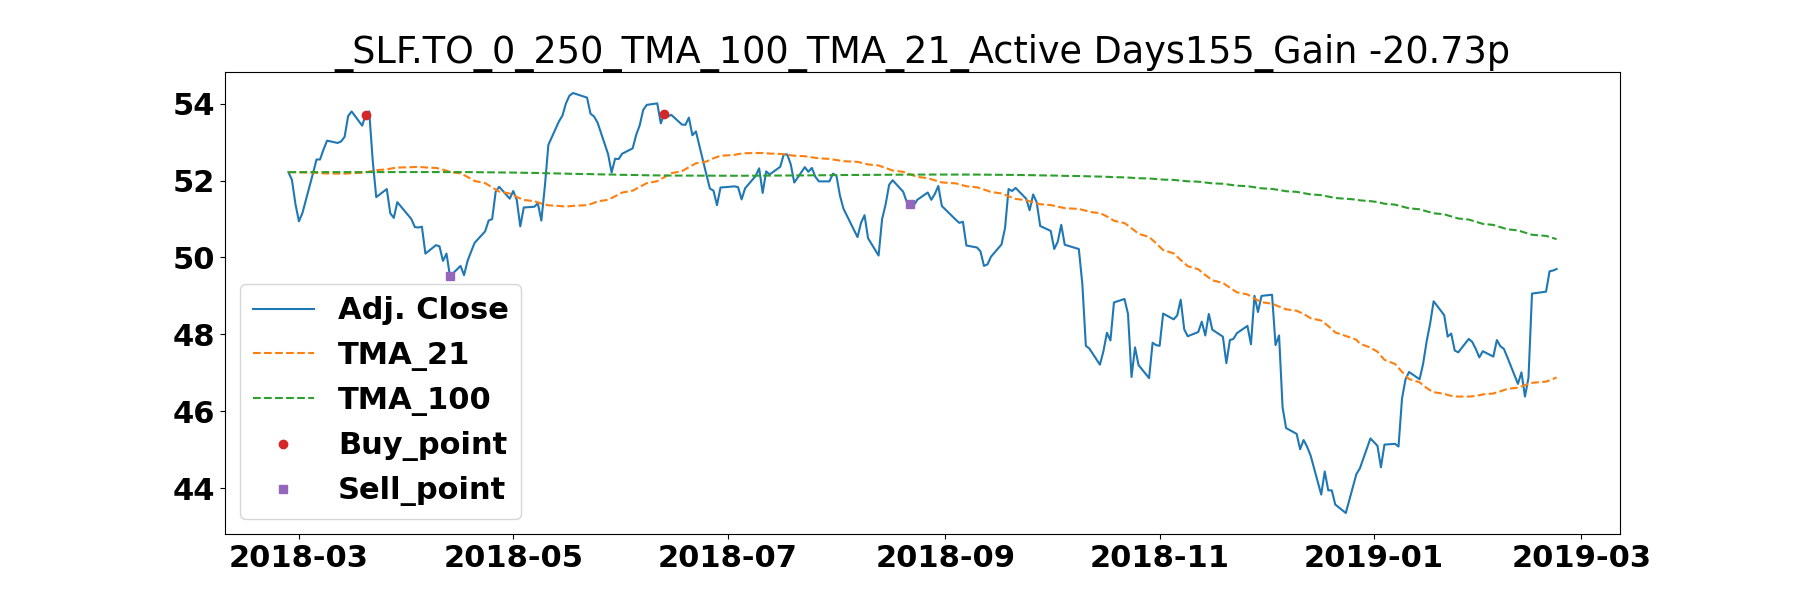 _SLF.TO_0_250_TMA_100_TMA_21_Active Days155_Gain -20.73p
54
52
50
48
46
44
Adj. Close
TMA_21
TMA_100
Buy_point
Sell_point
2018-03 2018-05 2018-07 2018-09 2018-11 2019-01 2019-03